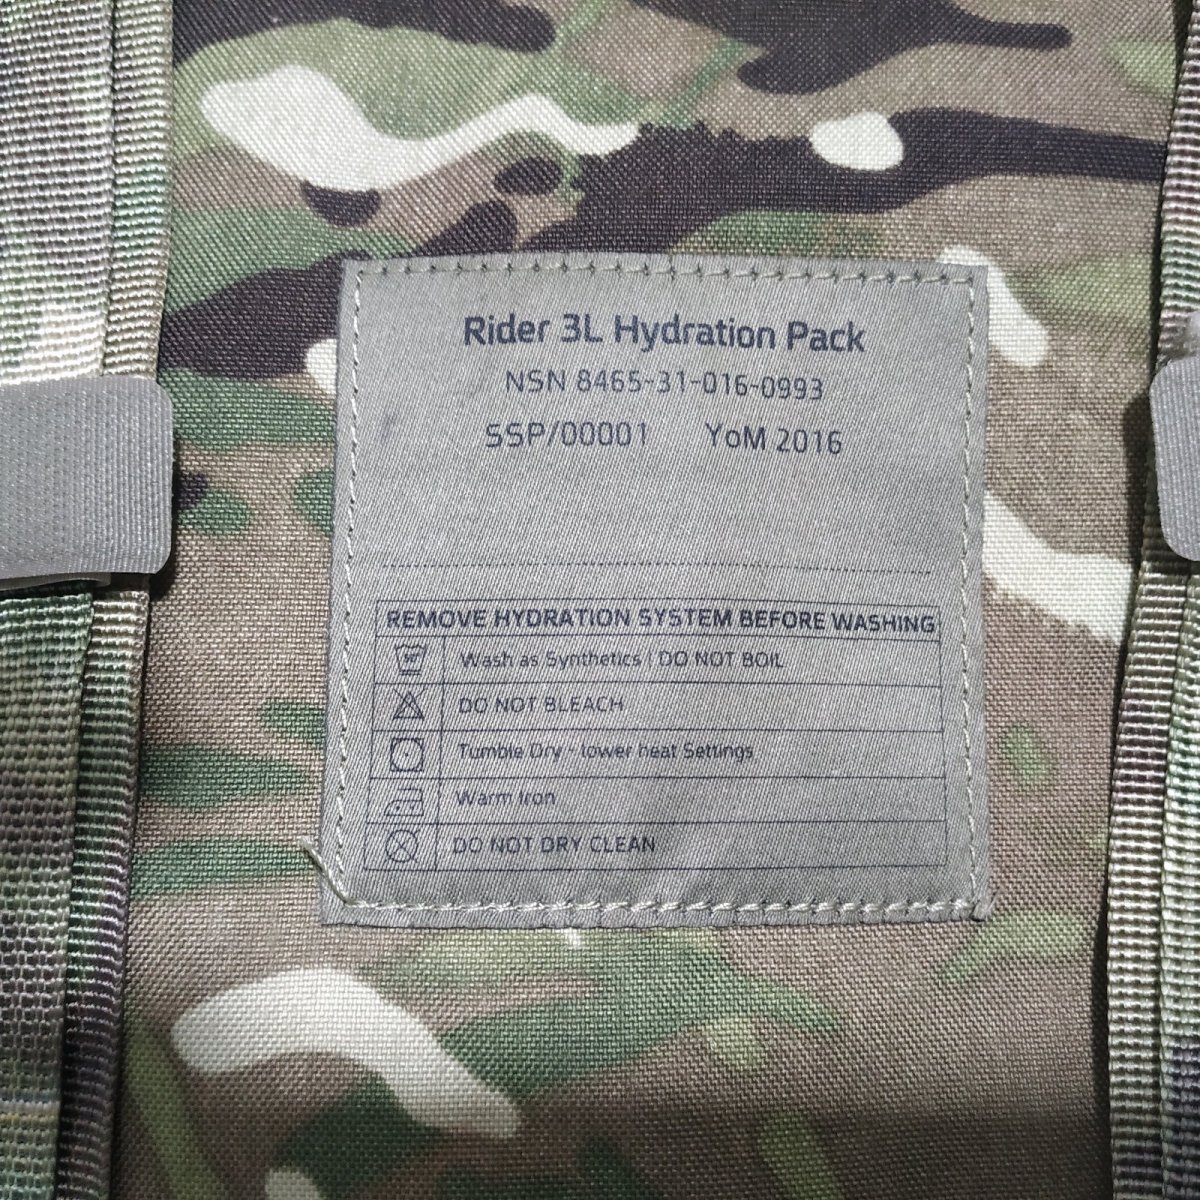 Rider 3L Hydration Pack
NSN 8465-31-016-0993
SSP/00001 YoM 2016
REMOVE HYDRATION SYSTEM BEFORE WASHING
Wash as Synthetics | DO NOT BOIL
DO NOT BLEACH
Tumble Dry - lower heat Settings
Warm Iron
DO NOT DRY CLEAN